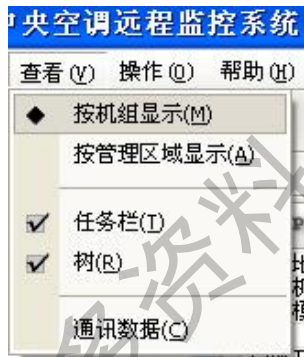 中央空调远程监控系统
查看(V) 操作(O) 帮助(H)
按机组显示(M)
按管理区域显示(A)
任务栏(T)
树(R)
通讯数据(C)